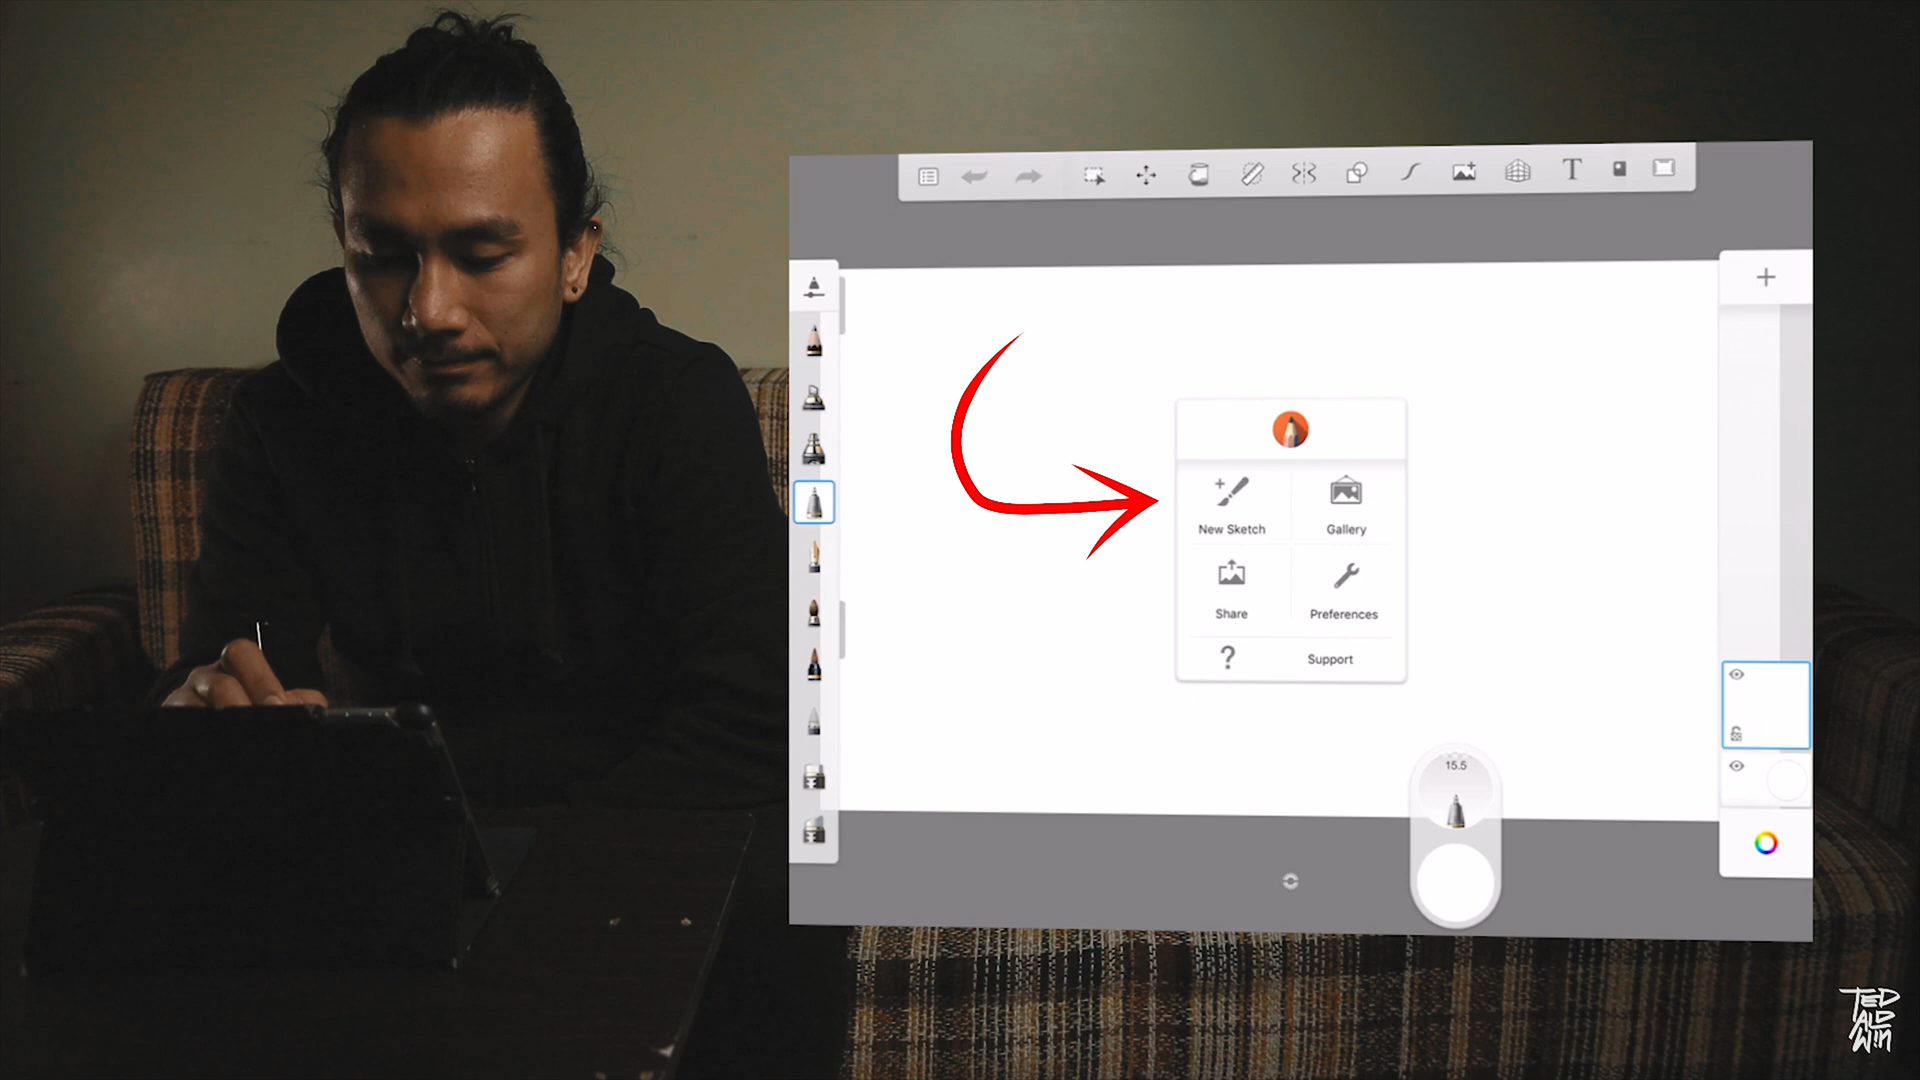 T
New Sketch
Gallery
Share
Preferences
?
Support
15.5
TED
ALD
WIN